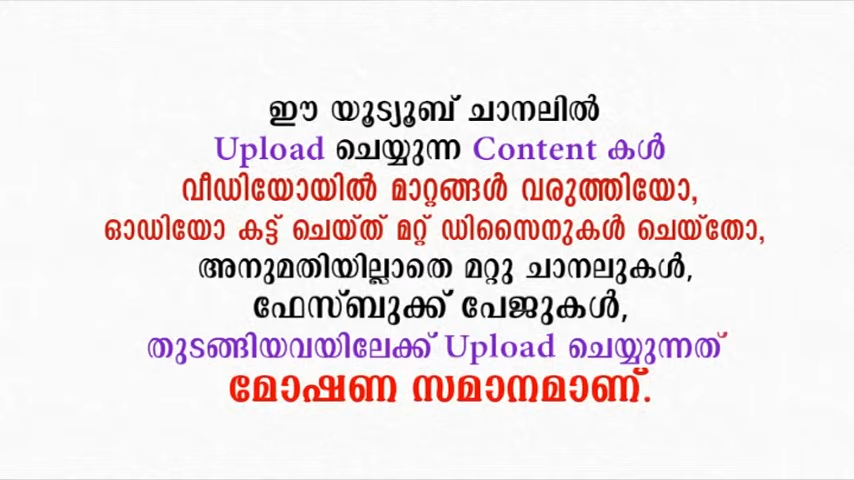 ഈ യൂട്യൂബ് ചാനലിൽ
Upload ചെയ്യുന്ന Content കൾ
വീഡിയോയിൽ മാറ്റങ്ങൾ വരുത്തിയോ,
ഓഡിയോ കട്ട് ചെയ്ത് മറ്റ് ഡിസൈനുകൾ ചെയ്തോ,
അനുമതിയില്ലാതെ മറ്റു ചാനലുകൾ,
ഫേസ്ബുക്ക് പേജുകൾ,
തുടങ്ങിയവയിലേക്ക് Upload ചെയ്യുന്നത്
മോഷണ സമാനമാണ്.